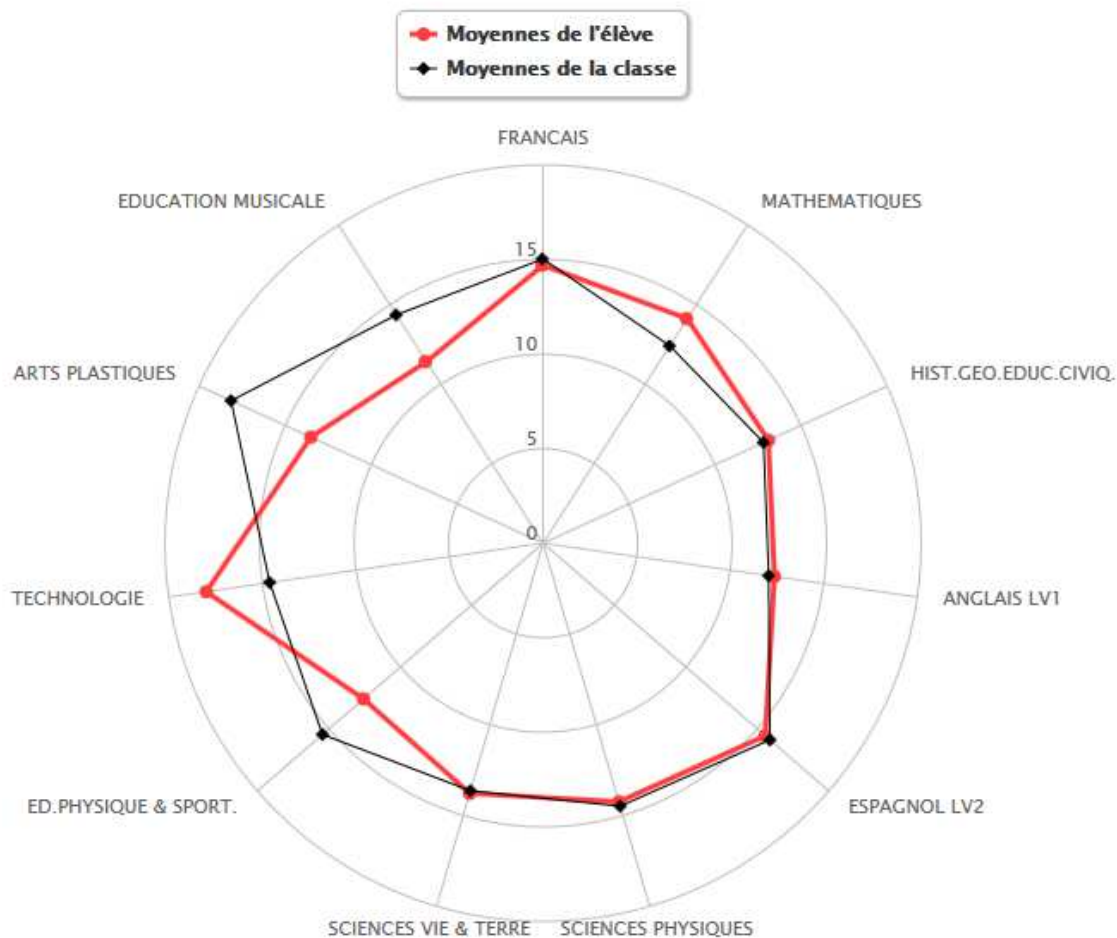 Moyennes de l'élève
Moyennes de la classe
FRANCAIS
EDUCATION MUSICALE
MATHEMATIQUES
15
10
ARTS PLASTIQUES
HIST.GEO.EDUC.CIVIQ.
5
0
TECHNOLOGIE
ANGLAIS LV1
ED.PHYSIQUE & SPORT.
ESPAGNOL LV2
SCIENCES VIE & TERRE
SCIENCES PHYSIQUES